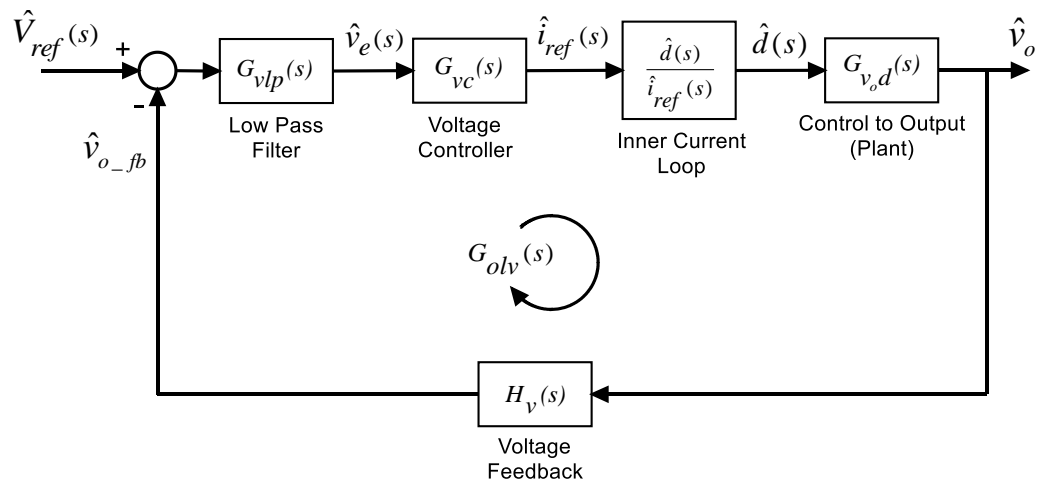 V̂ref(s)
+
-
v̂o_fb
Gvlp(s)
Low Pass
Filter
v̂e(s)
Gvc(s)
Voltage
Controller
îref(s)
d̂(s)
îref(s)
Inner Current
Loop
d̂(s)
Gvod(s)
Control to Output
(Plant)
v̂o
Golv(s)
Hv(s)
Voltage
Feedback